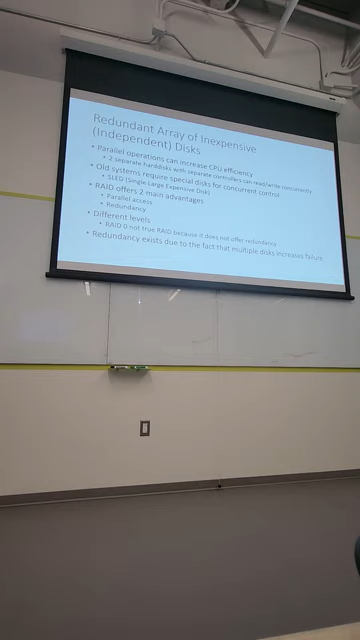 Redundant Array of Inexpensive
(Independent) Disks
• Parallel operations can increase CPU efficiency
• 2 separate harddisks with separate controllers can read/write concurrently
• Old systems require special disks for concurrent control
• SLED (Single Large Expensive Disk)
• RAID offers 2 main advantages
• Parallel access
• Redundancy
• Different levels
• RAID 0 not true RAID because it does not offer redundancy
• Redundancy exists due to the fact that multiple disks increases failure